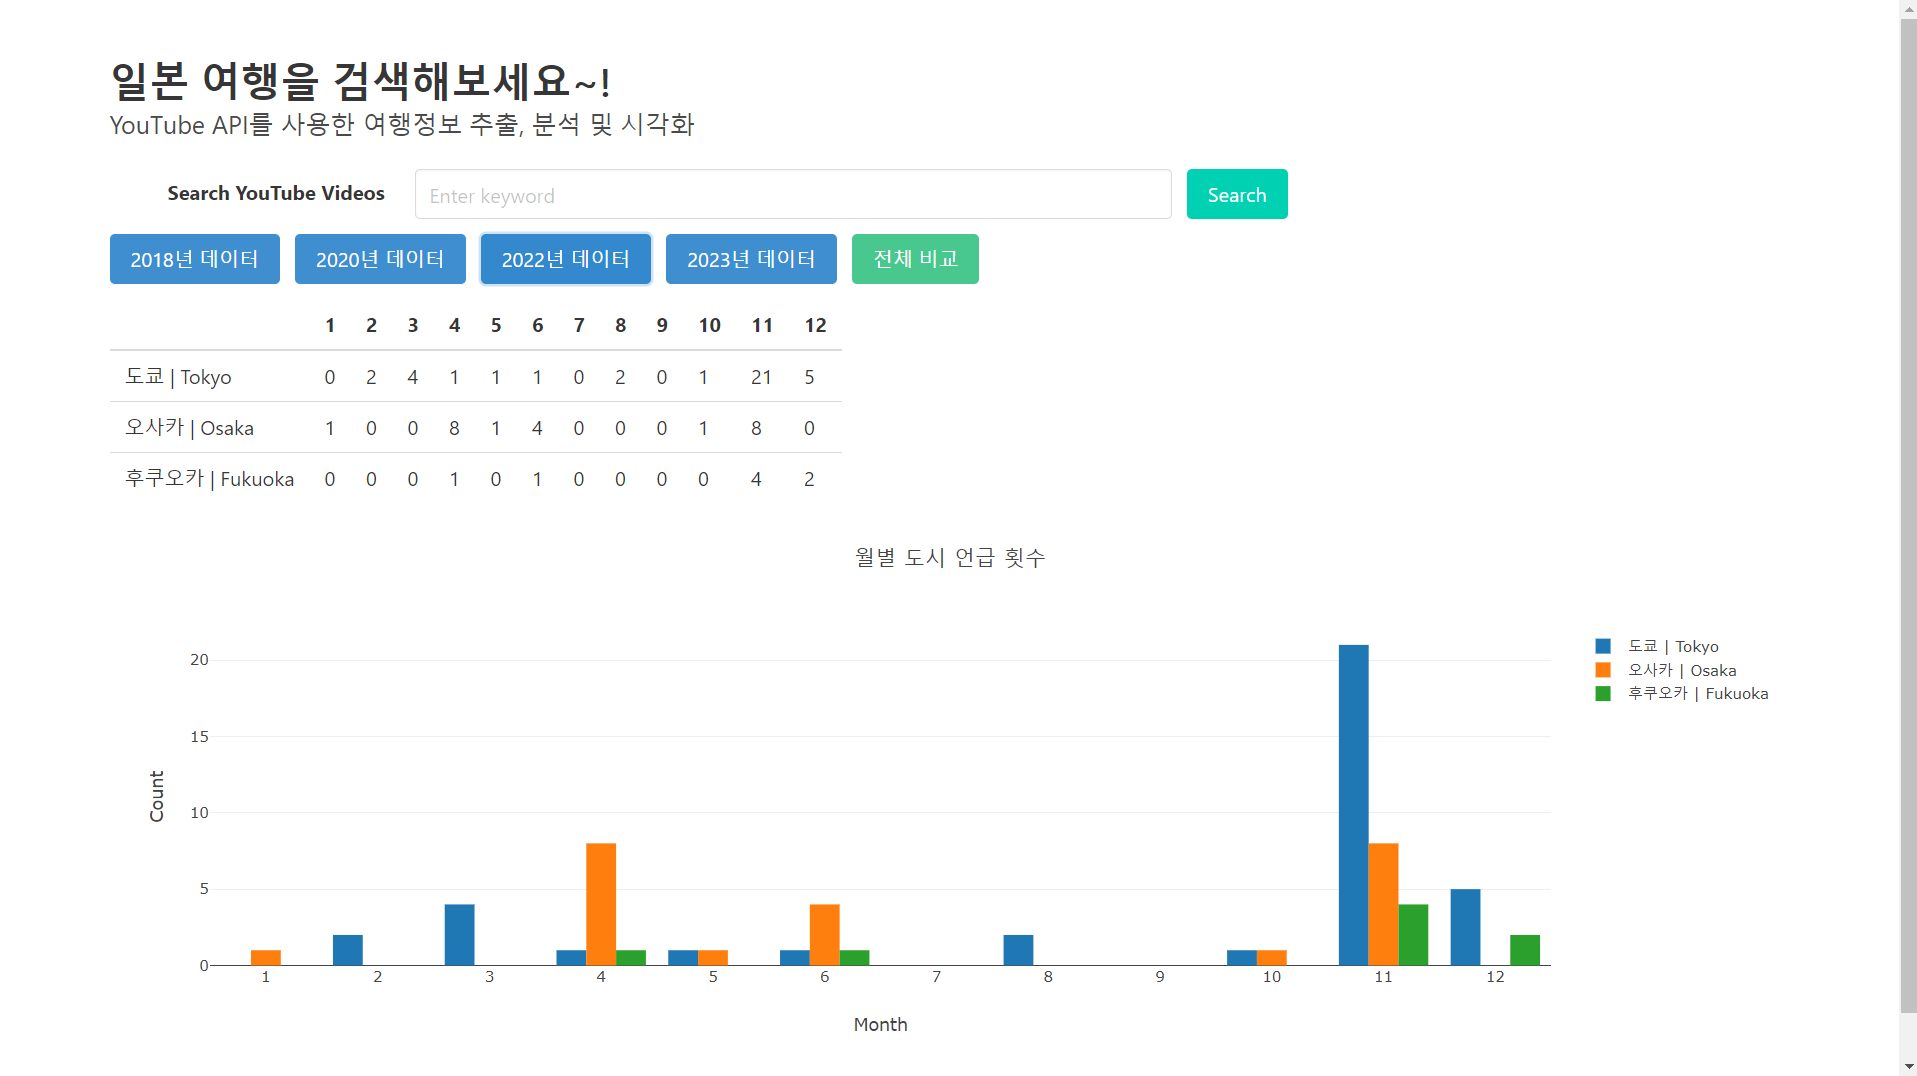 일본 여행을 검색해보세요~!
YouTube API를 사용한 여행정보 추출, 분석 및 시각화
Search YouTube Videos Enter keyword Search
2018년 데이터 2020년 데이터 2022년 데이터 2023년 데이터 전체 비교
1 2 3 4 5 6 7 8 9 10 11 12
도쿄 | Tokyo 0 2 4 1 1 1 0 2 0 1 21 5
오사카 | Osaka 1 0 0 8 1 4 0 0 0 1 8 0
후쿠오카 | Fukuoka 0 0 0 1 0 1 0 0 0 0 4 2
월별 도시 언급 횟수
도쿄 | Tokyo
오사카 | Osaka
후쿠오카 | Fukuoka
20
15
10
5
0
Count
1 2 3 4 5 6 7 8 9 10 11 12
Month